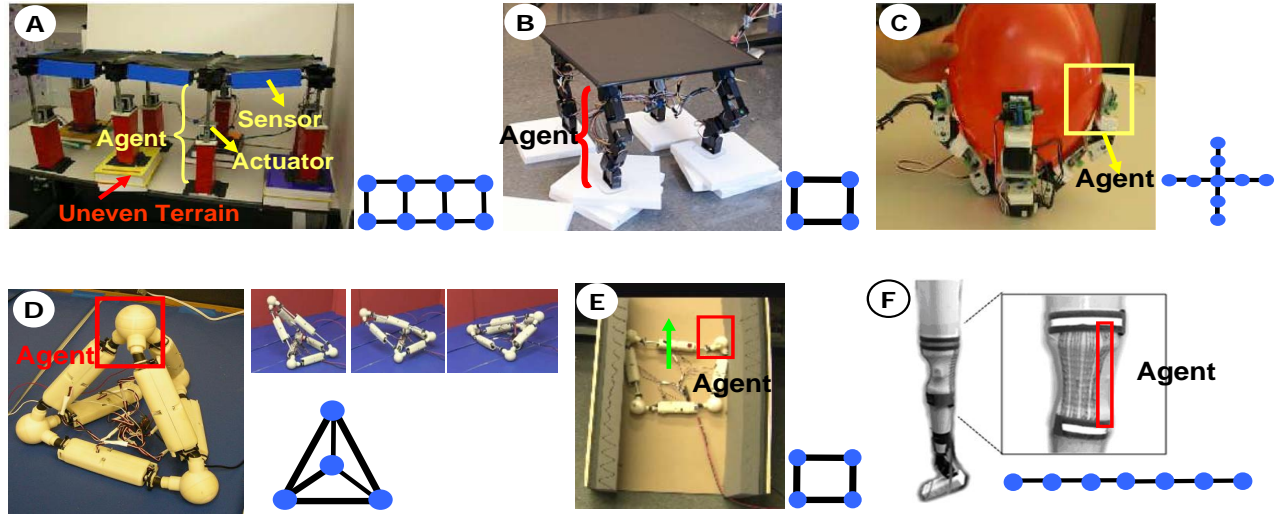 A
Agent
Sensor
Actuator
Uneven Terrain
B
Agent
C
Agent
D
Agent
E
Agent
F
Agent